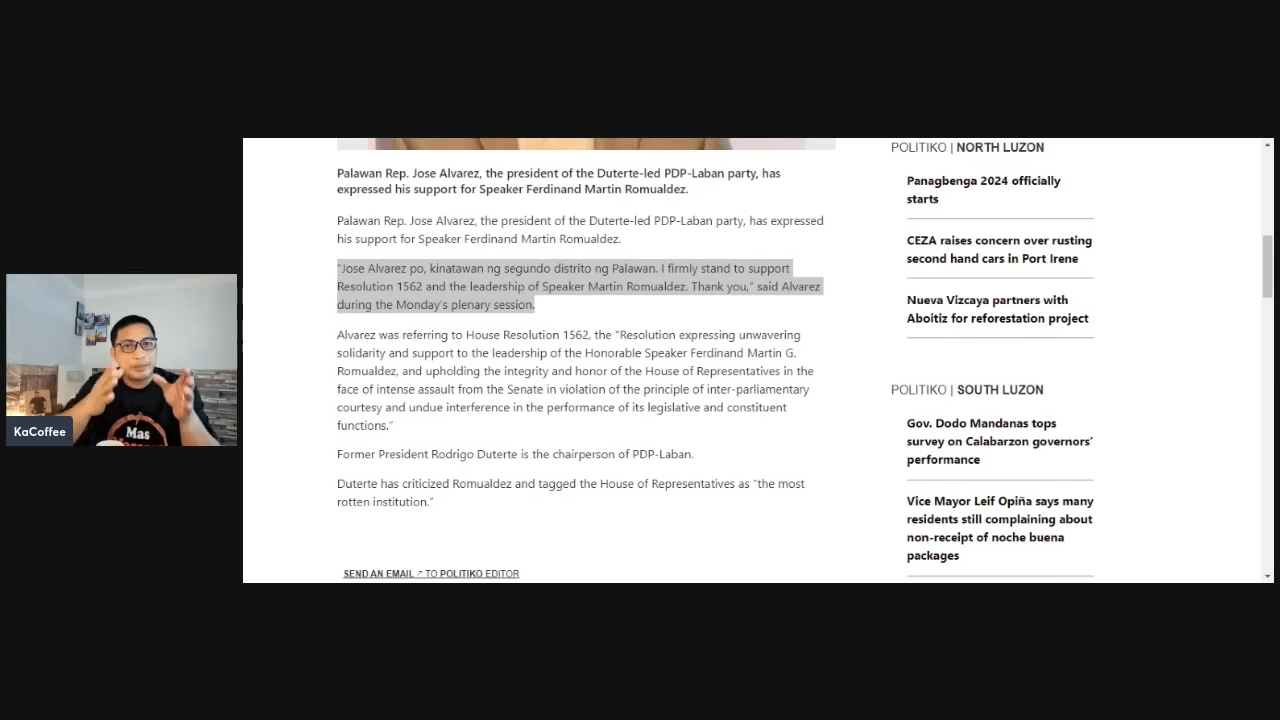 Palawan Rep. Jose Alvarez, the president of the Duterte-led PDP-Laban party, has
expressed his support for Speaker Ferdinand Martin Romualdez.
Palawan Rep. Jose Alvarez, the president of the Duterte-led PDP-Laban party, has expressed
his support for Speaker Ferdinand Martin Romualdez.
“Jose Alvarez po, kinatawan ng segundo distrito ng Palawan. I firmly stand to support
Resolution 1562 and the leadership of Speaker Martin Romualdez. Thank you,” said Alvarez
during the Monday’s plenary session.
Alvarez was referring to House Resolution 1562, the “Resolution expressing unwavering
solidarity and support to the leadership of the Honorable Speaker Ferdinand Martin G.
Romualdez, and upholding the integrity and honor of the House of Representatives in the
face of intense assault from the Senate in violation of the principle of inter-parliamentary
courtesy and undue interference in the performance of its legislative and constituent
functions.”
Former President Rodrigo Duterte is the chairperson of PDP-Laban.
Duterte has criticized Romualdez and tagged the House of Representatives as “the most
rotten institution.”
SEND AN EMAIL TO POLITIKO EDITOR
POLITIKO | NORTH LUZON
Panagbenga 2024 officially
starts
CEZA raises concern over rusting
second hand cars in Port Irene
Nueva Vizcaya partners with
Aboitiz for reforestation project
POLITIKO | SOUTH LUZON
Gov. Dodo Mandanas tops
survey on Calabarzon governors’
performance
Vice Mayor Leif Opiña says many
residents still complaining about
non-receipt of noche buena
packages
KaCoffee
Mas